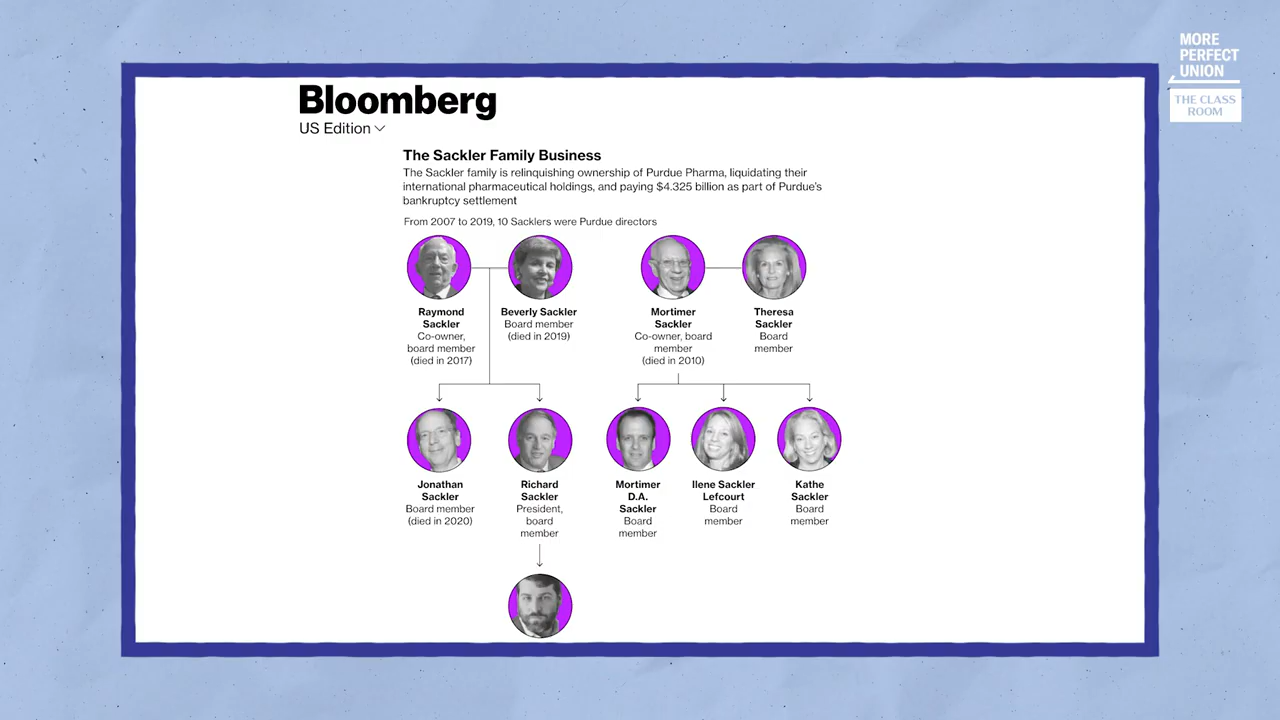 MORE
PERFECT
UNION
THE CLASS
ROOM
Bloomberg
US Edition
The Sackler Family Business
The Sackler family is relinquishing ownership of Purdue Pharma, liquidating their
international pharmaceutical holdings, and paying $4.325 billion as part of Purdue's
bankruptcy settlement
From 2007 to 2019, 10 Sacklers were Purdue directors
Raymond
Sackler
Co-owner,
board member
(died in 2017)
Beverly Sackler
Board member
(died in 2019)
Mortimer
Sackler
Co-owner, board
member
(died in 2010)
Theresa
Sackler
Board
member
Jonathan
Sackler
Board member
(died in 2020)
Richard
Sackler
President,
board
member
Mortimer
D.A.
Sackler
Board
member
Ilene Sackler
Lefcourt
Board
member
Kathe
Sackler
Board
member